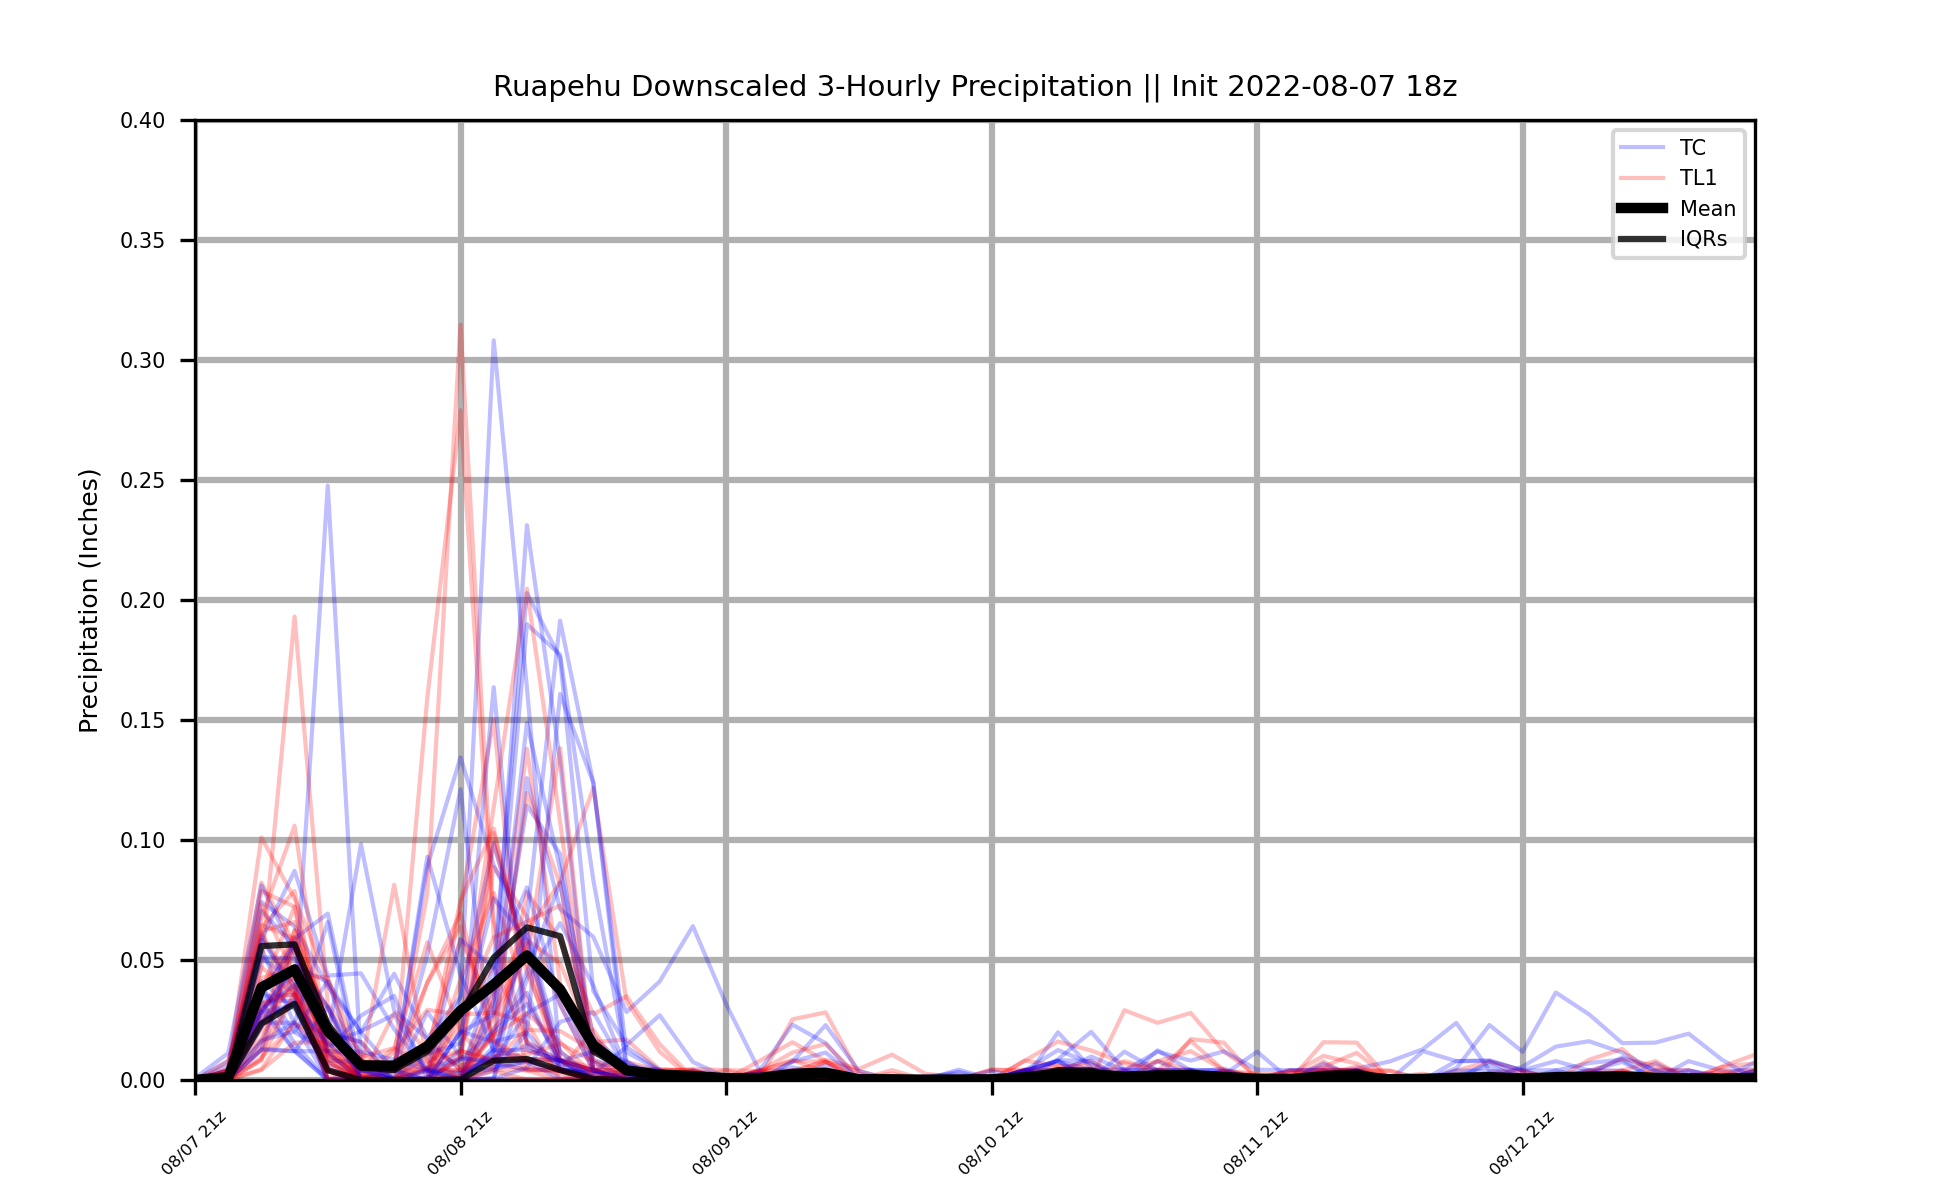 Ruapehu Downscaled 3-Hourly Precipitation || Init 2022-08-07 18z
Precipitation (Inches)
0.40
0.35
0.30
0.25
0.20
0.15
0.10
0.05
0.00
TC
TL1
Mean
IQRs
08/07 21z
08/08 21z
08/09 21z
08/10 21z
08/11 21z
08/12 21z